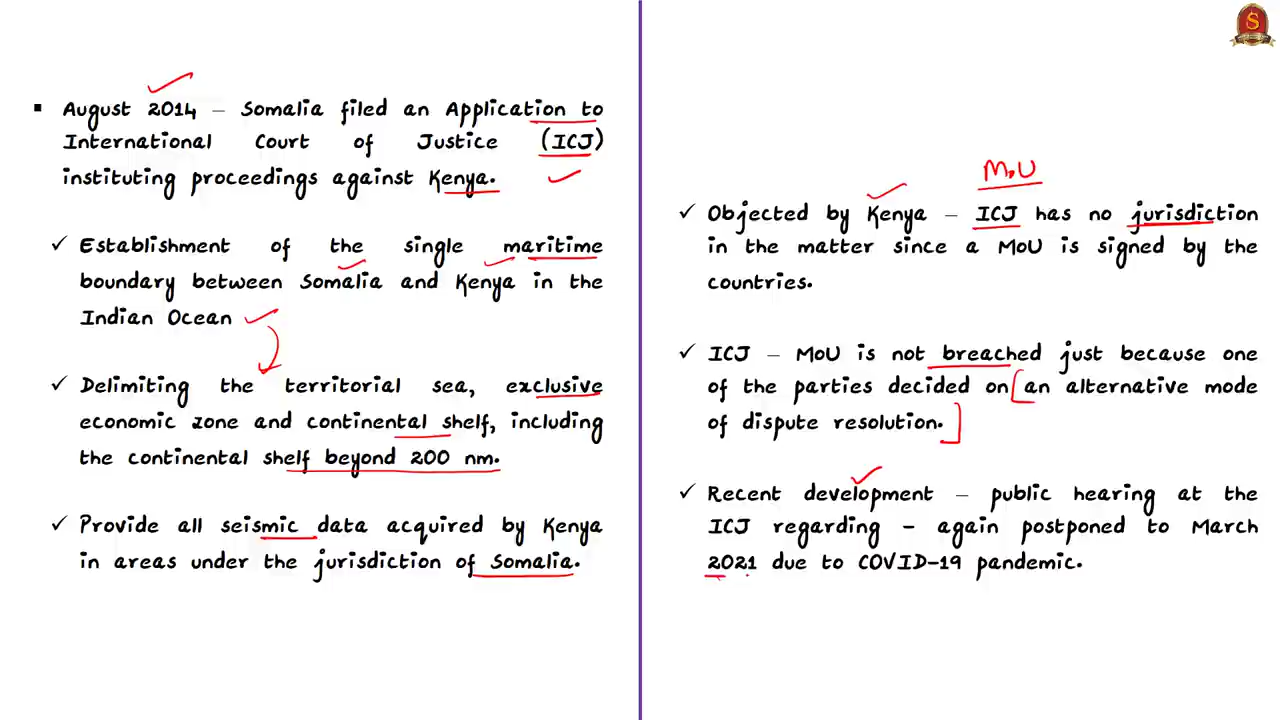 ▪ August 2014 – Somalia filed an Application to
International Court of Justice (ICJ)
instituting proceedings against Kenya.
✓ Establishment of the single maritime
boundary between Somalia and Kenya in the
Indian Ocean
✓ Delimiting the territorial sea, exclusive
economic zone and continental shelf, including
the continental shelf beyond 200 nm.
✓ Provide all seismic data acquired by Kenya
in areas under the jurisdiction of Somalia.
MoU
✓ Objected by Kenya – ICJ has no jurisdiction
in the matter since a MoU is signed by the
countries.
✓ ICJ – MoU is not breached just because one
of the parties decided on an alternative mode
of dispute resolution.
✓ Recent development – public hearing at the
ICJ regarding – again postponed to March
2021 due to COVID-19 pandemic.
S